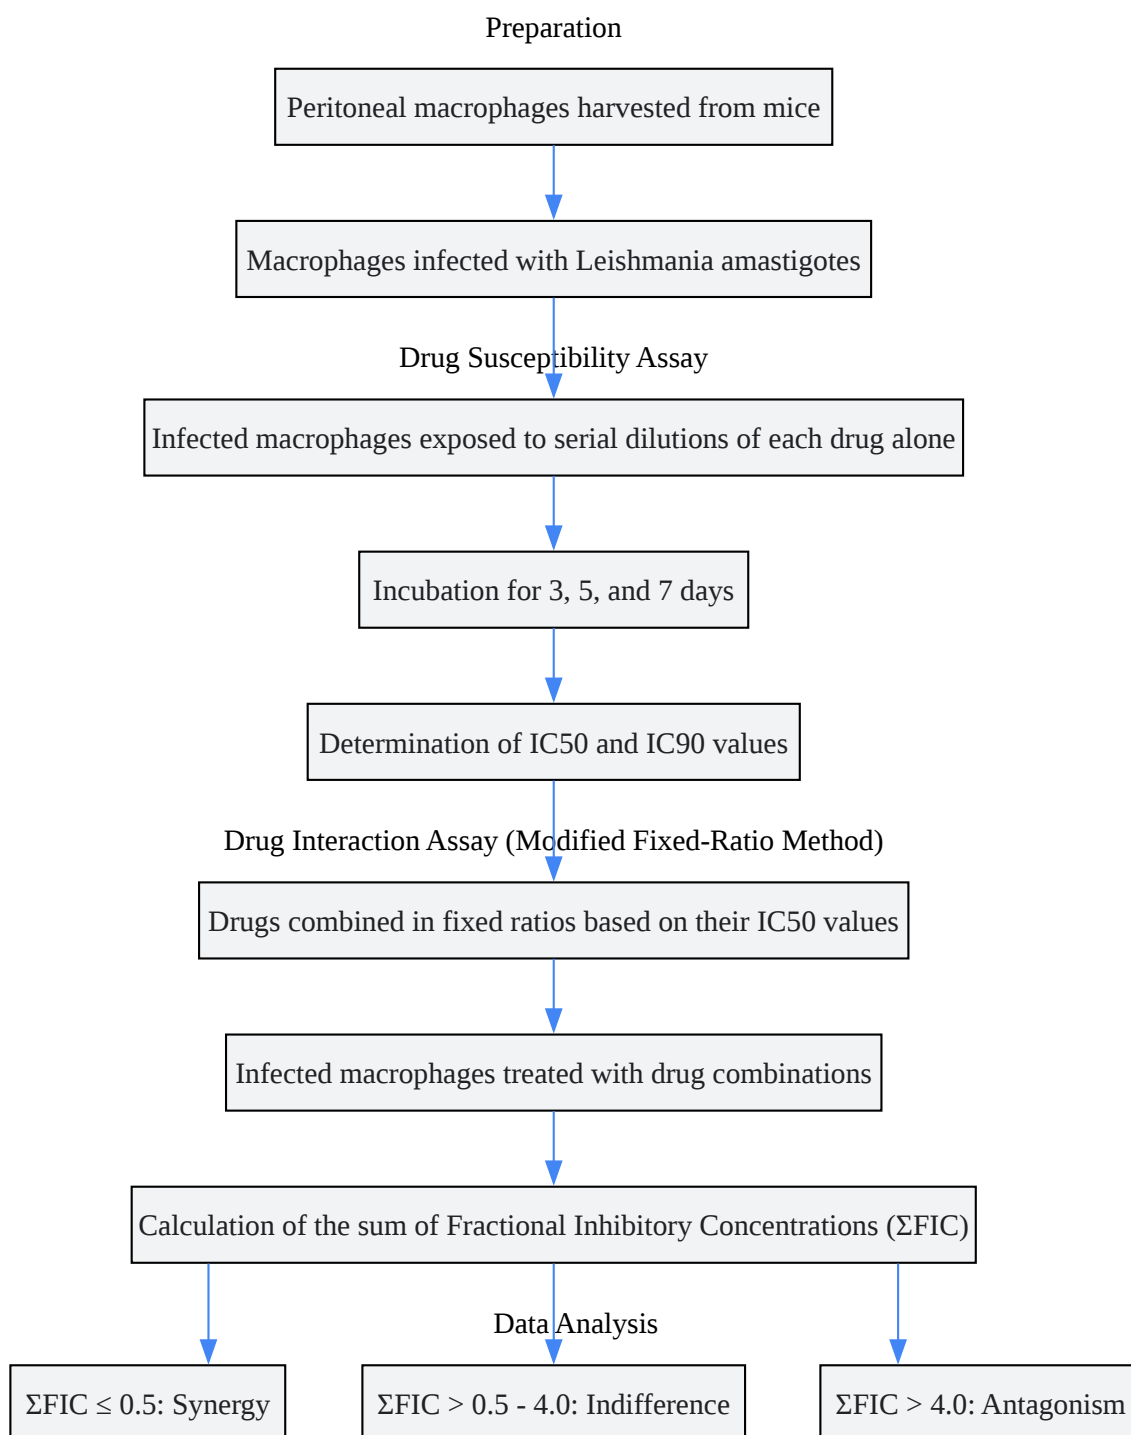 Preparation
Peritoneal macrophages harvested from mice
Macrophages infected with Leishmania amastigotes
Drug Susceptibility Assay
Infected macrophages exposed to serial dilutions of each drug alone
Incubation for 3, 5, and 7 days
Determination of IC50 and IC90 values
Drug Interaction Assay (Modified Fixed-Ratio Method)
Drugs combined in fixed ratios based on their IC50 values
Infected macrophages treated with drug combinations
Calculation of the sum of Fractional Inhibitory Concentrations (ΣFIC)
Data Analysis
ΣFIC ≤ 0.5: Synergy
ΣFIC > 0.5 - 4.0: Indifference
ΣFIC > 4.0: Antagonism